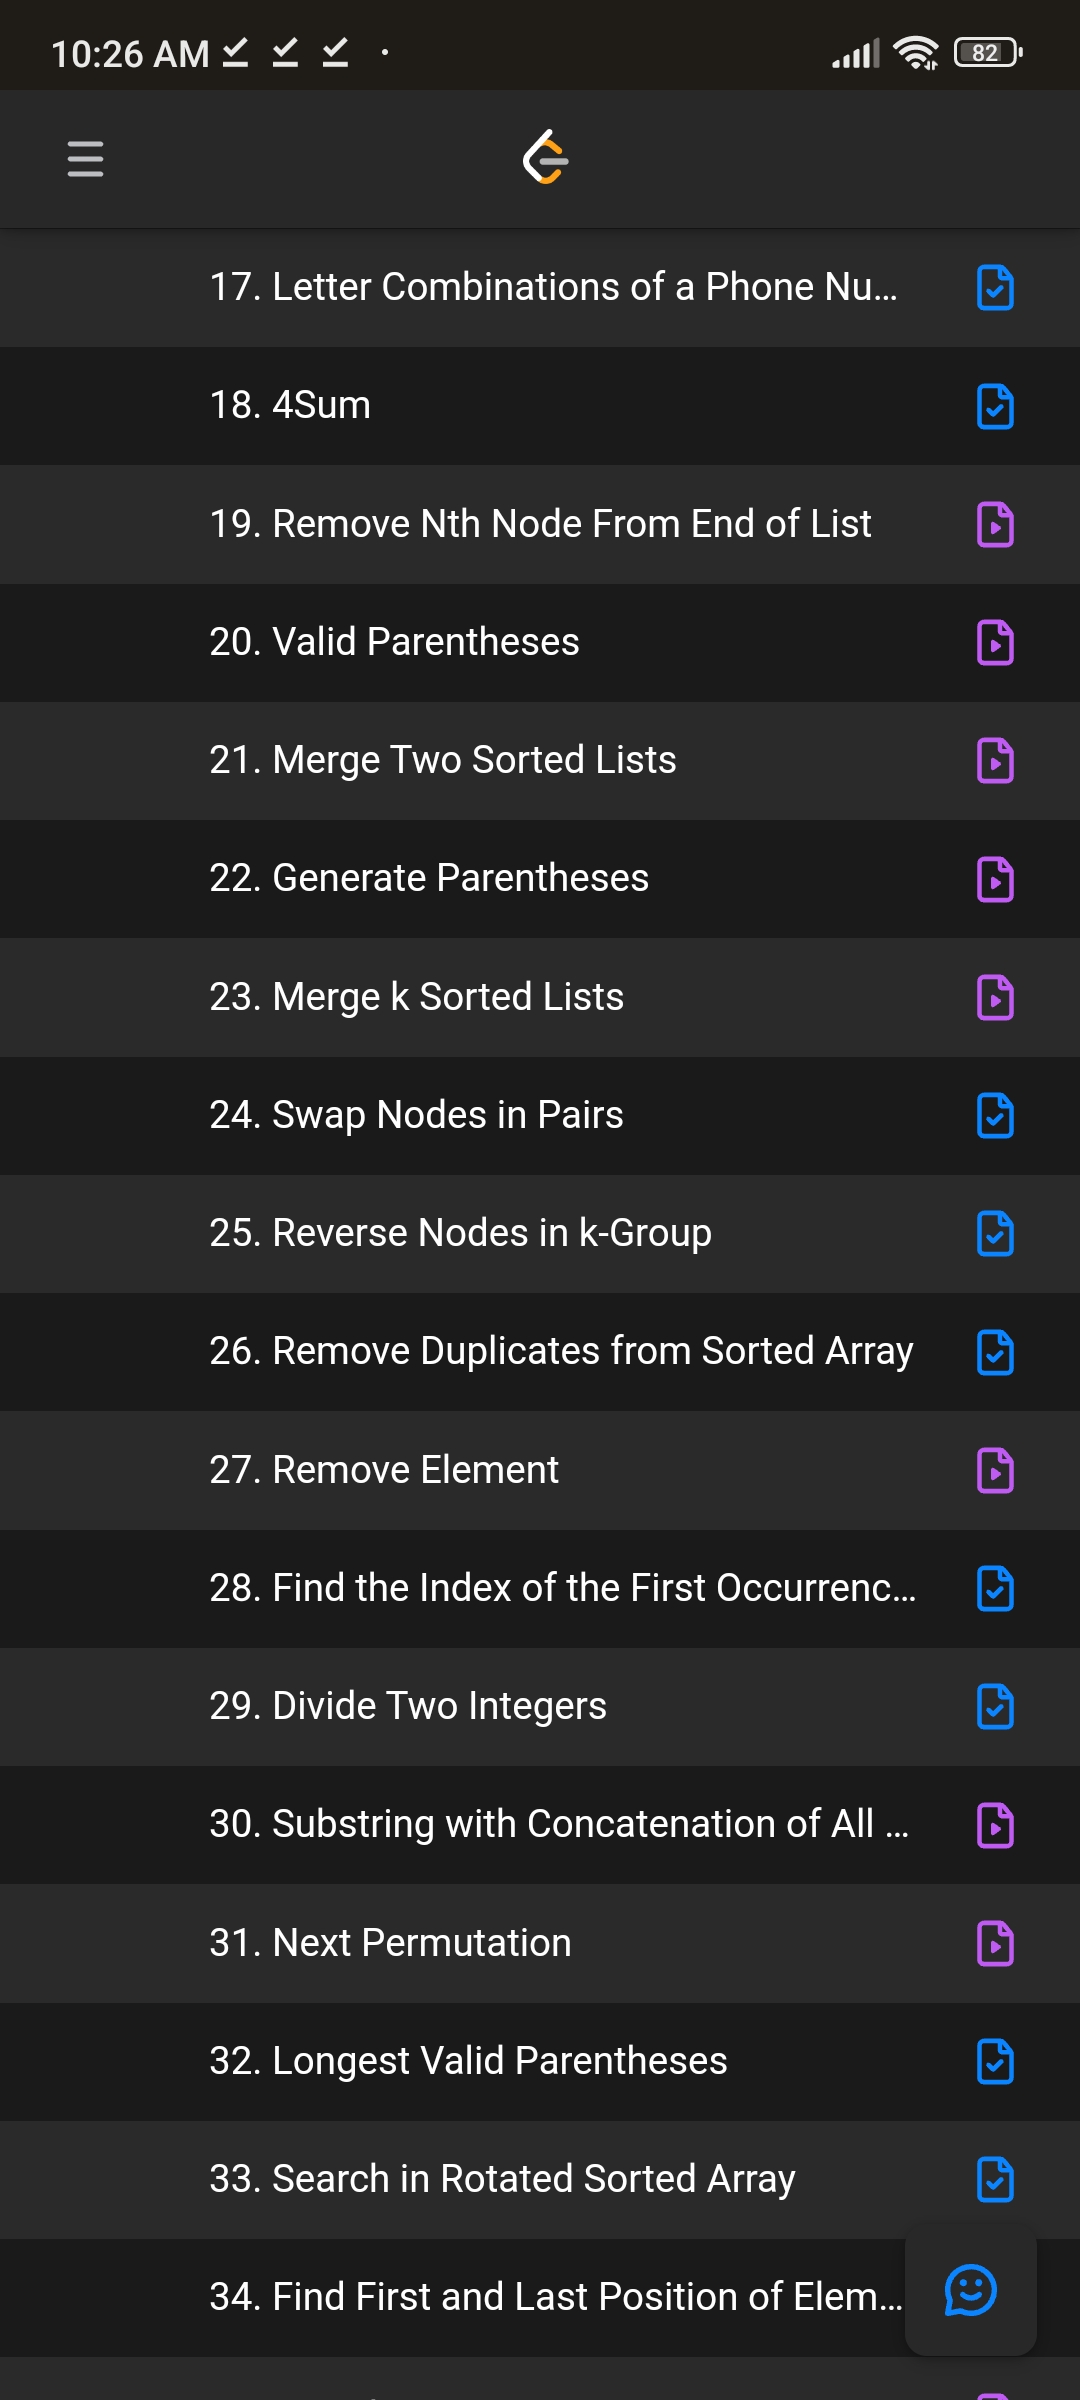 10:26 AM
82
17. Letter Combinations of a Phone Nu...
18. 4Sum
19. Remove Nth Node From End of List
20. Valid Parentheses
21. Merge Two Sorted Lists
22. Generate Parentheses
23. Merge k Sorted Lists
24. Swap Nodes in Pairs
25. Reverse Nodes in k-Group
26. Remove Duplicates from Sorted Array
27. Remove Element
28. Find the Index of the First Occurrenc...
29. Divide Two Integers
30. Substring with Concatenation of All ...
31. Next Permutation
32. Longest Valid Parentheses
33. Search in Rotated Sorted Array
34. Find First and Last Position of Elem...